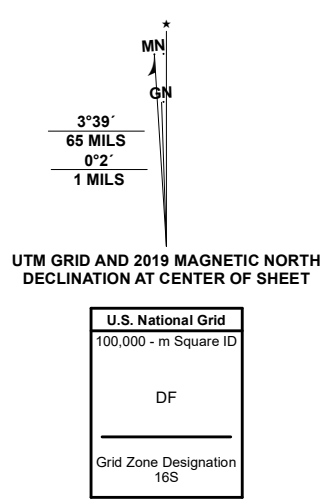 MN
GN
3°39´
65 MILS
0°2´
1 MILS
UTM GRID AND 2019 MAGNETIC NORTH
DECLINATION AT CENTER OF SHEET
U.S. National Grid
100,000 - m Square ID
DF
Grid Zone Designation
16S